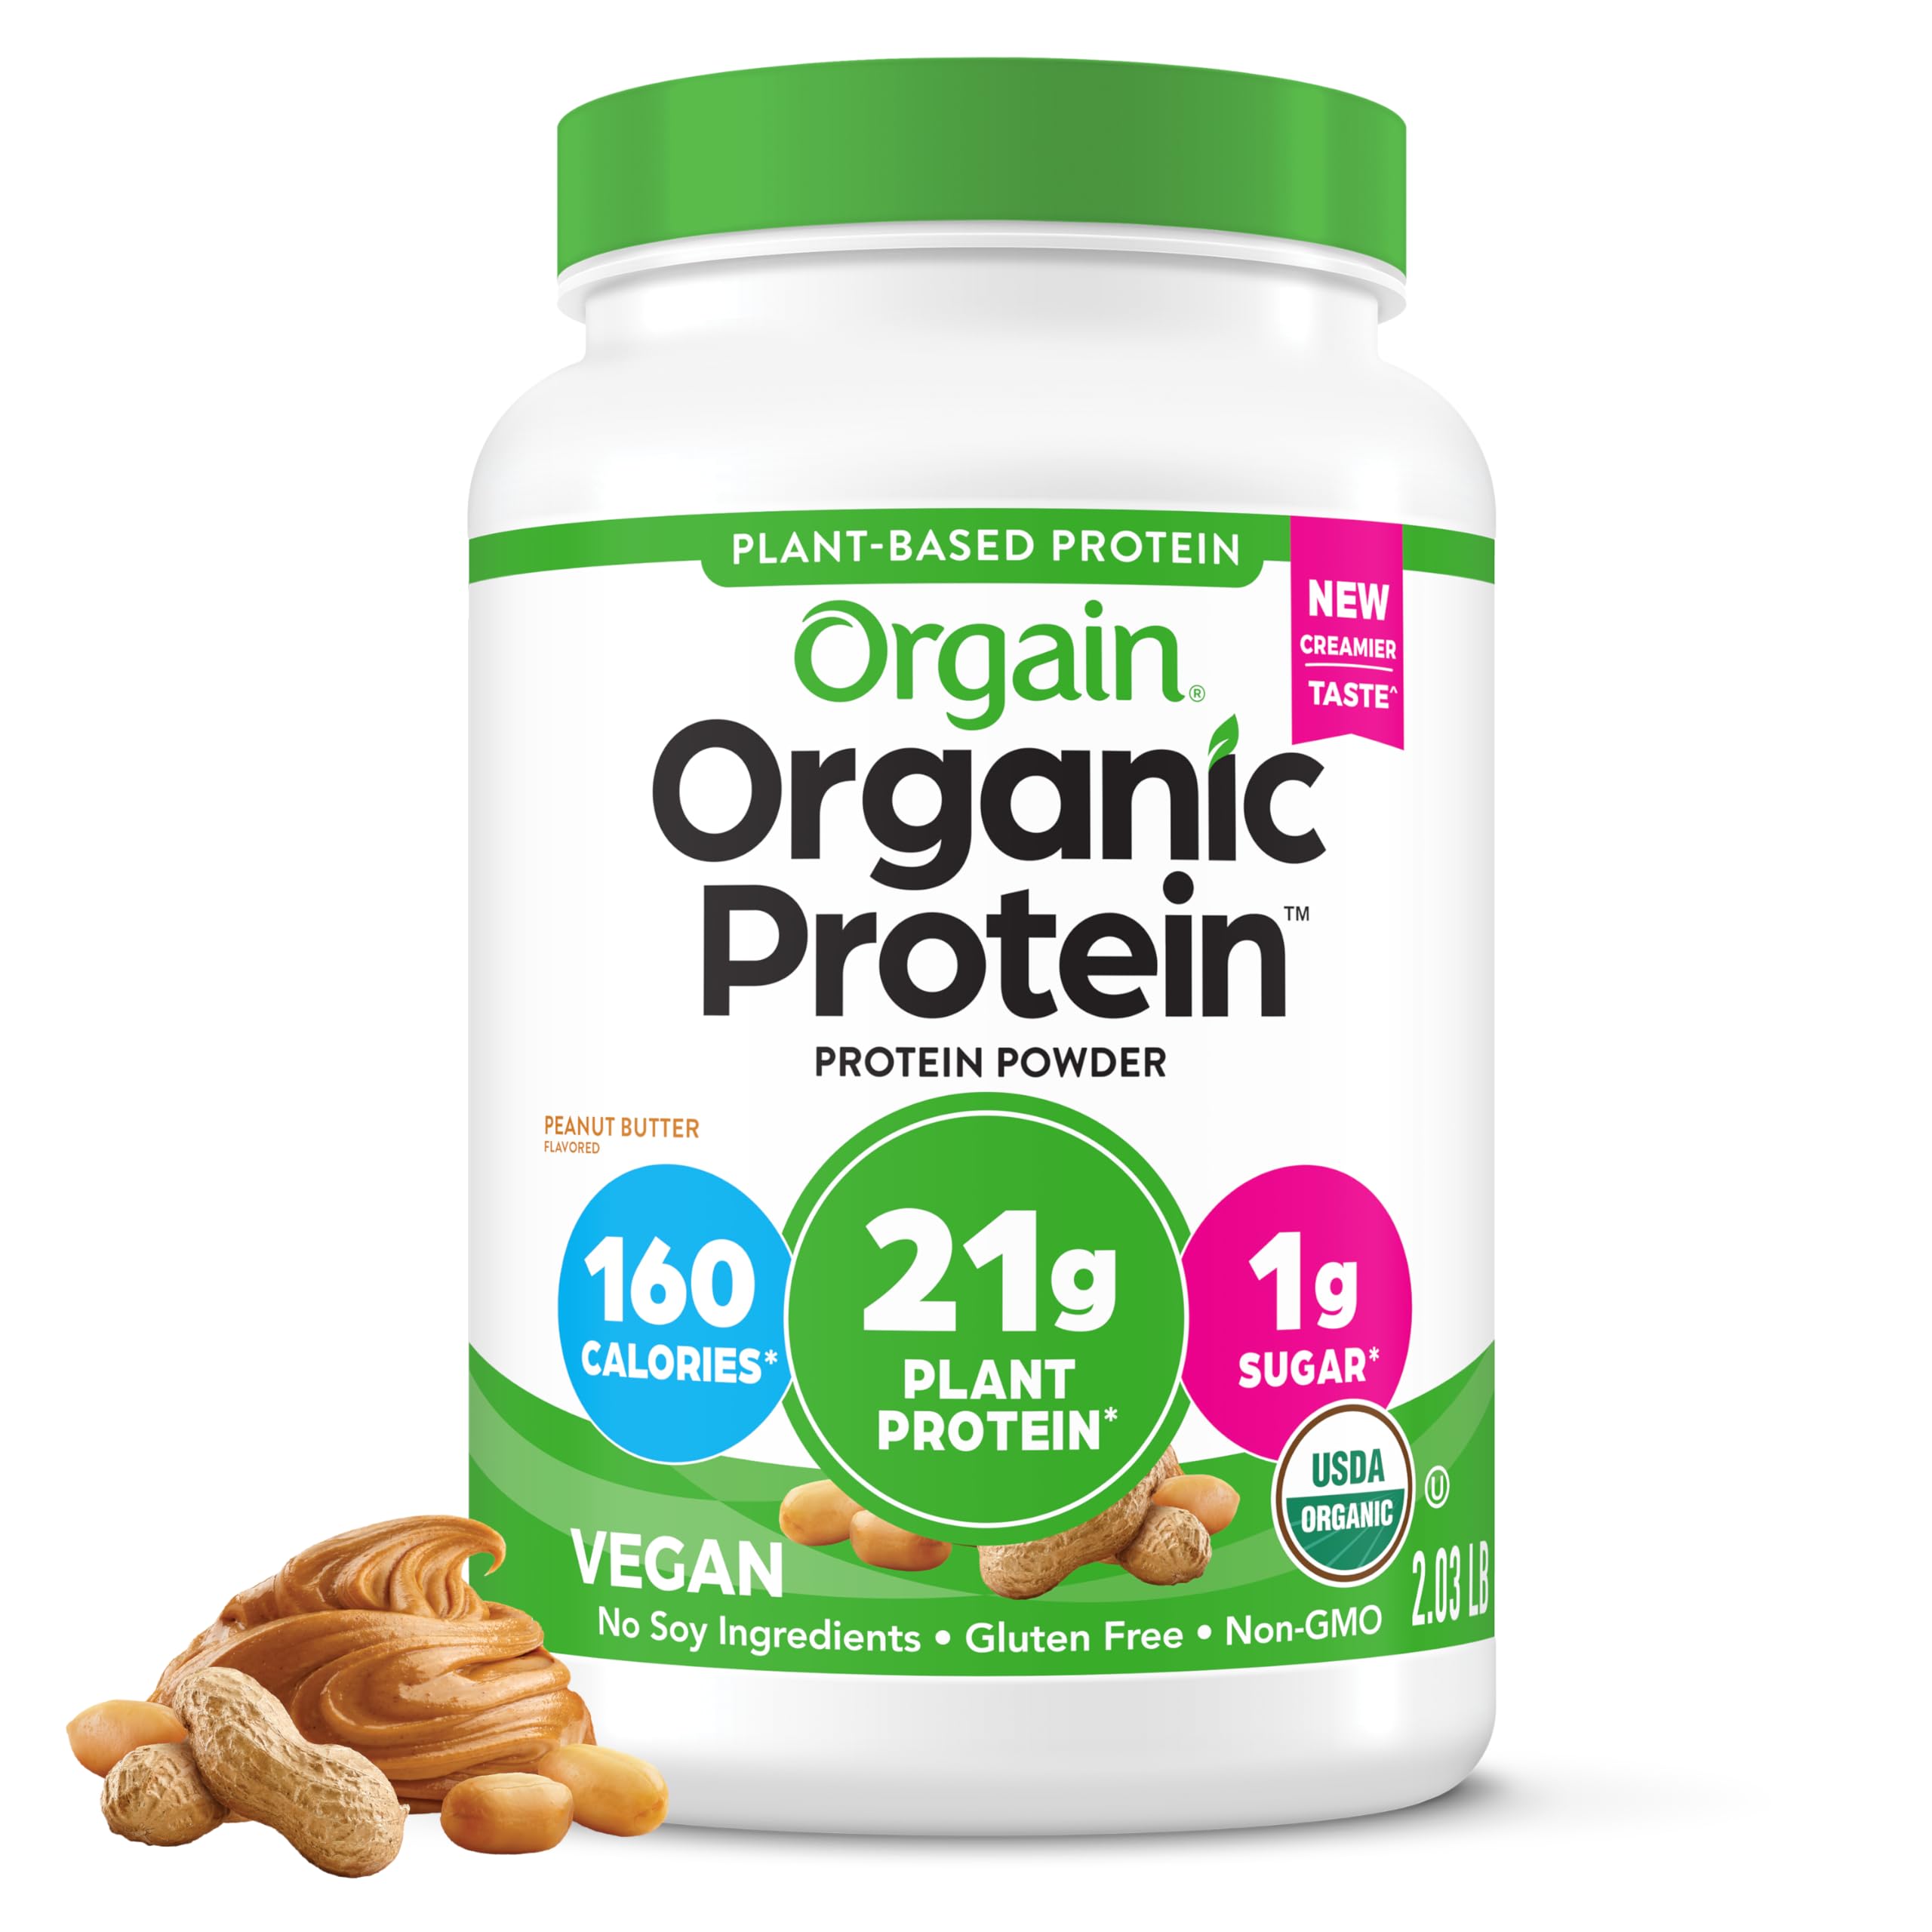 PLANT-BASED PROTEIN
NEW
CREAMIER
TASTE^
Orgain®
Organic
Protein™
PROTEIN POWDER
PEANUT BUTTER
FLAVORED
160
CALORIES*
21g
PLANT
PROTEIN*
1g
SUGAR*
USDA
ORGANIC
U
VEGAN
No Soy Ingredients • Gluten Free • Non-GMO
2.03 LB